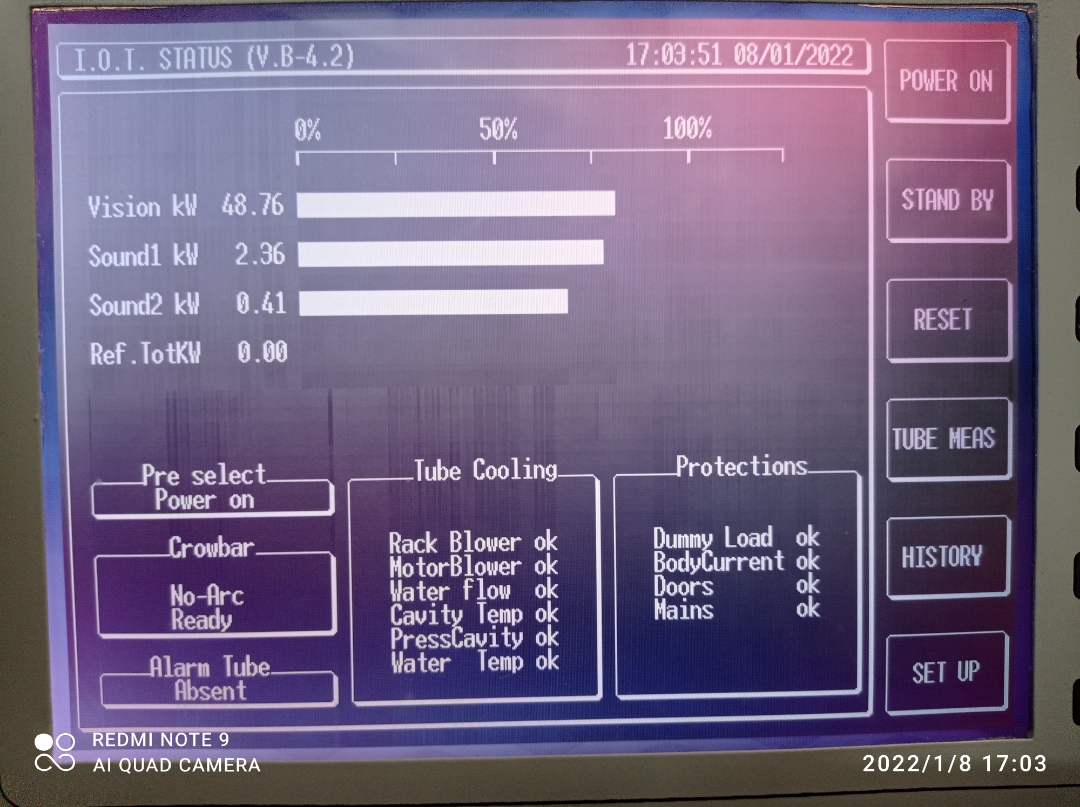 I.O.T. STATUS (V.B-4.2) 17:03:51 08/01/2022
POWER ON
0% 50% 100%
Vision kW 48.76
STAND BY
Sound1 kW 2.36
Sound2 kW 0.41
RESET
Ref.TotKW 0.00
TUBE MEAS
Pre select
Power on
Crowbar
No-Arc
Ready
Alarm Tube
Absent
Tube Cooling
Rack Blower ok
MotorBlower ok
Water flow ok
Cavity Temp ok
PressCavity ok
Water Temp ok
Protections
Dummy Load ok
BodyCurrent ok
Doors ok
Mains ok
HISTORY
SET UP
REDMI NOTE 9
AI QUAD CAMERA
2022/1/8 17:03